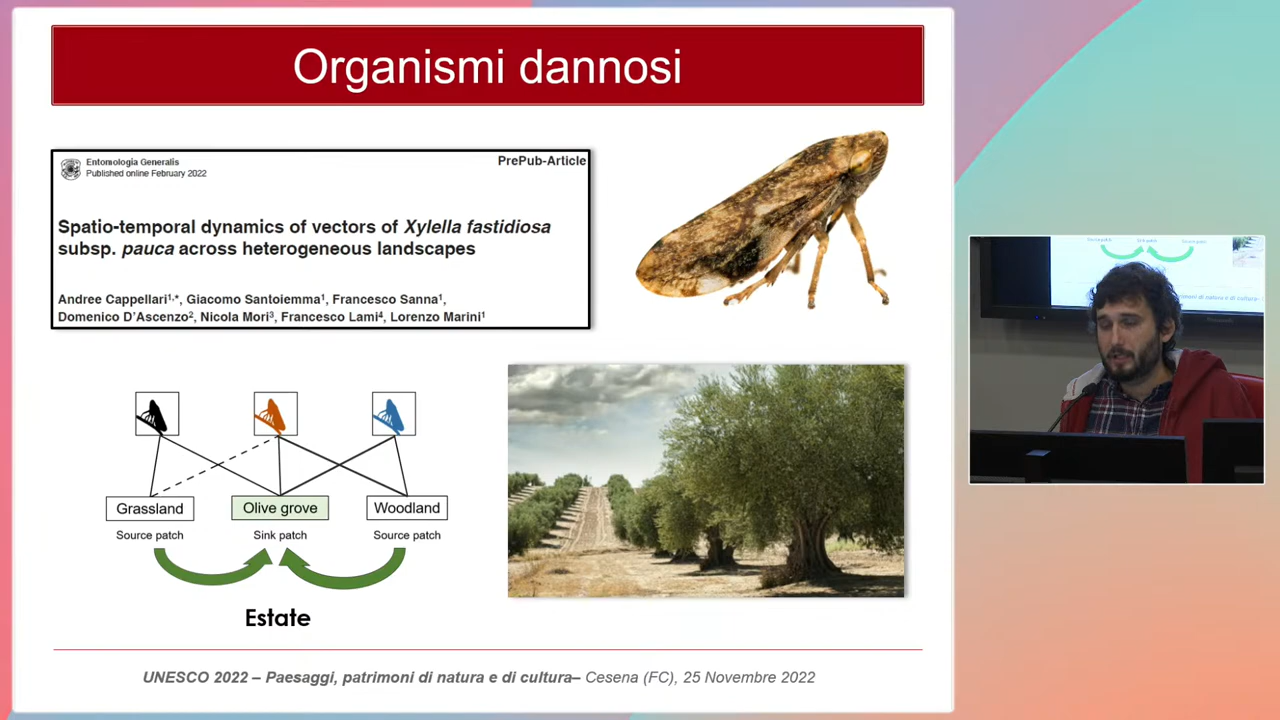 Organismi dannosi
Entomologia Generalis
Published online February 2022
PrePub-Article
Spatio-temporal dynamics of vectors of Xylella fastidiosa
subsp. pauca across heterogeneous landscapes
Andree Cappellari1,*, Giacomo Santoiemma1, Francesco Sanna1,
Domenico D'Ascenzo2, Nicola Mori3, Francesco Lami4, Lorenzo Marini1
Grassland
Olive grove
Woodland
Source patch
Sink patch
Source patch
Estate
UNESCO 2022 – Paesaggi, patrimoni di natura e di cultura– Cesena (FC), 25 Novembre 2022